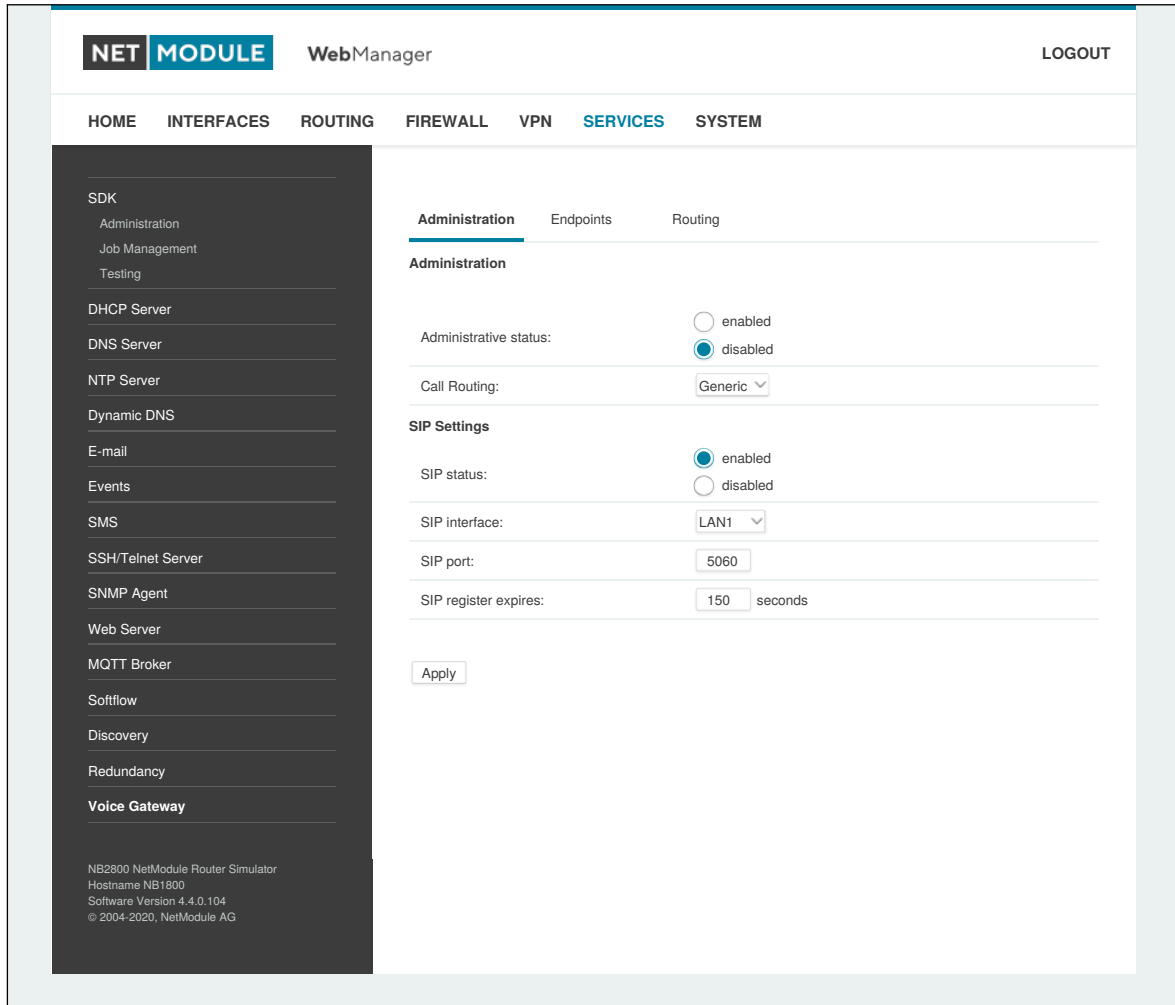 NET MODULE WebManager LOGOUT
HOME INTERFACES ROUTING FIREWALL VPN SERVICES SYSTEM
SDK
Administration
Job Management
Testing
DHCP Server
DNS Server
NTP Server
Dynamic DNS
E-mail
Events
SMS
SSH/Telnet Server
SNMP Agent
Web Server
MQTT Broker
Softflow
Discovery
Redundancy
Voice Gateway
NB2800 NetModule Router Simulator
Hostname NB1800
Software Version 4.4.0.104
© 2004-2020, NetModule AG
Administration Endpoints Routing
Administration
Administrative status:
enabled
disabled
Call Routing: Generic
SIP Settings
SIP status:
enabled
disabled
SIP interface: LAN1
SIP port: 5060
SIP register expires: 150 seconds
Apply